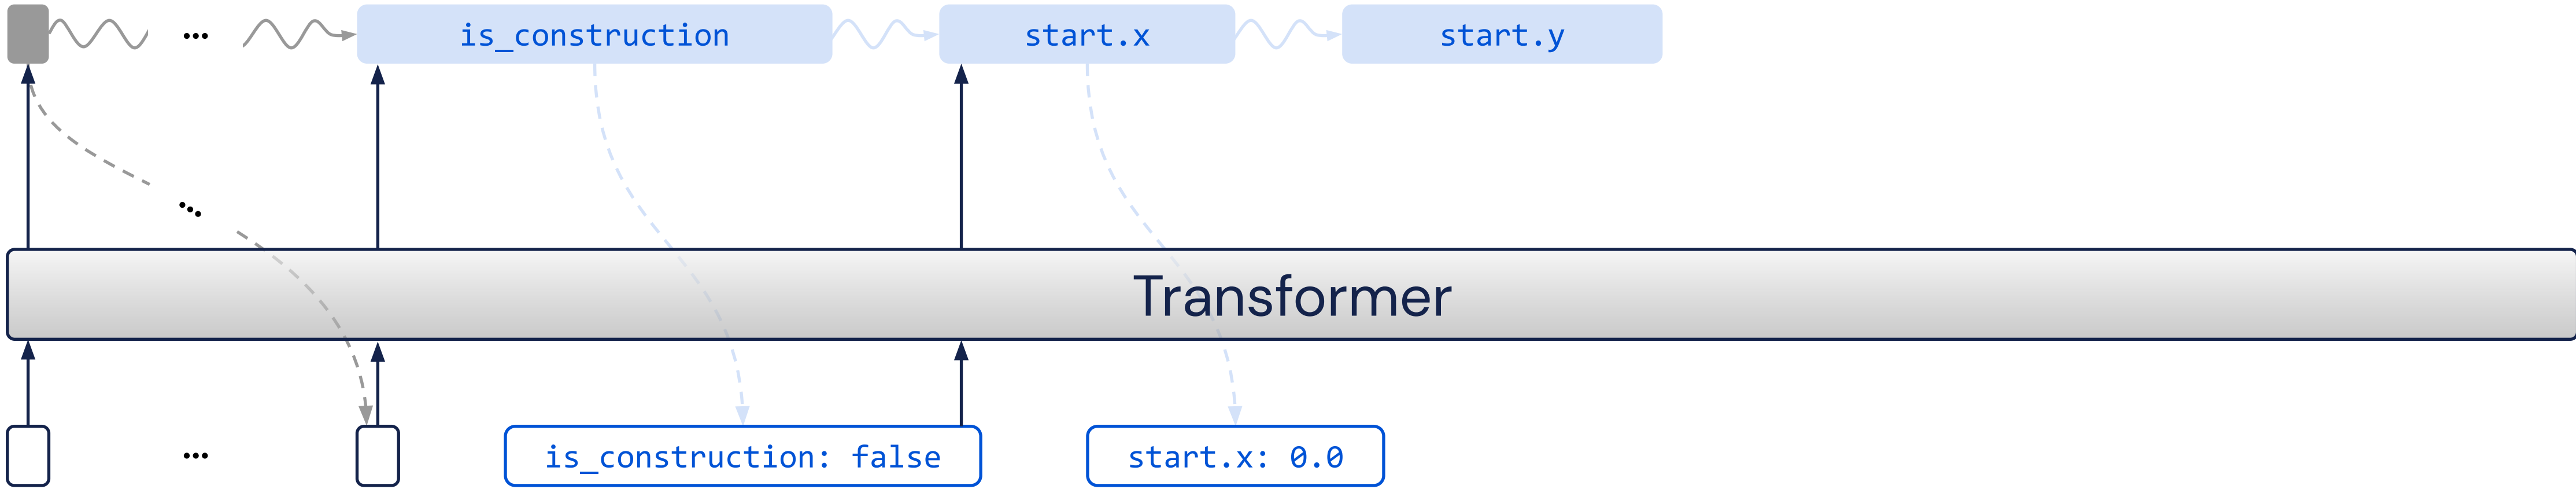 is_construction
start.x
start.y
Transformer
is_construction: false
start.x: 0.0